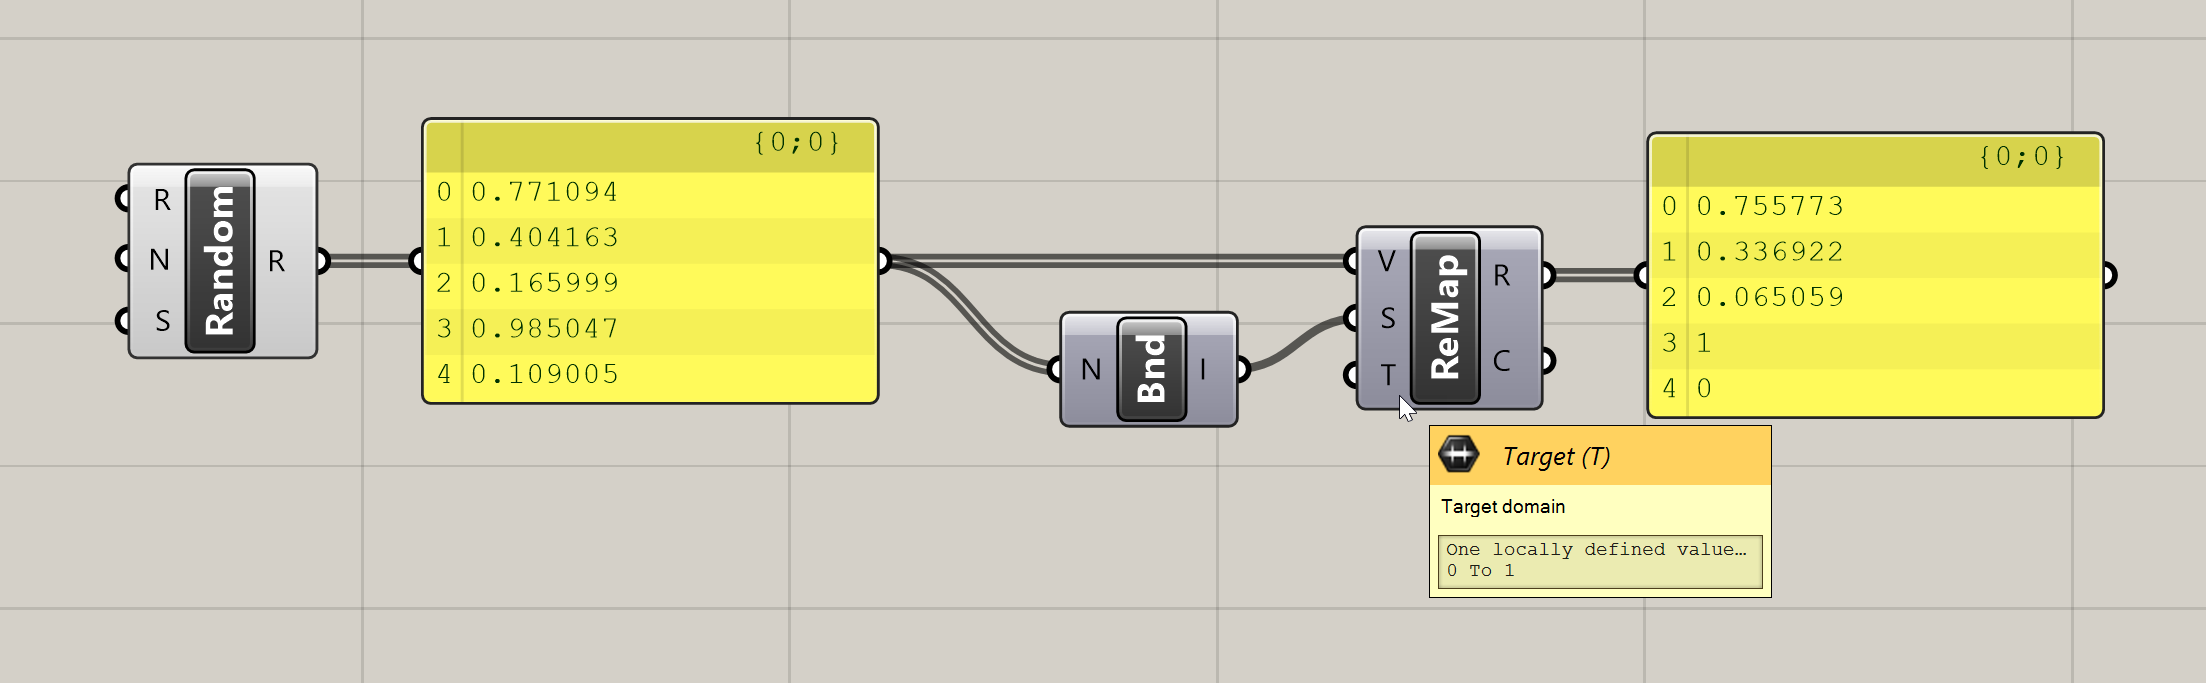 R
N
S
Random
R
{0;0}
0 0.771094
1 0.404163
2 0.165999
3 0.985047
4 0.109005
N
Bnd
I
V
S
T
ReMap
R
C
{0;0}
0 0.755773
1 0.336922
2 0.065059
3 1
4 0
Target (T)
Target domain
One locally defined value…
0 To 1